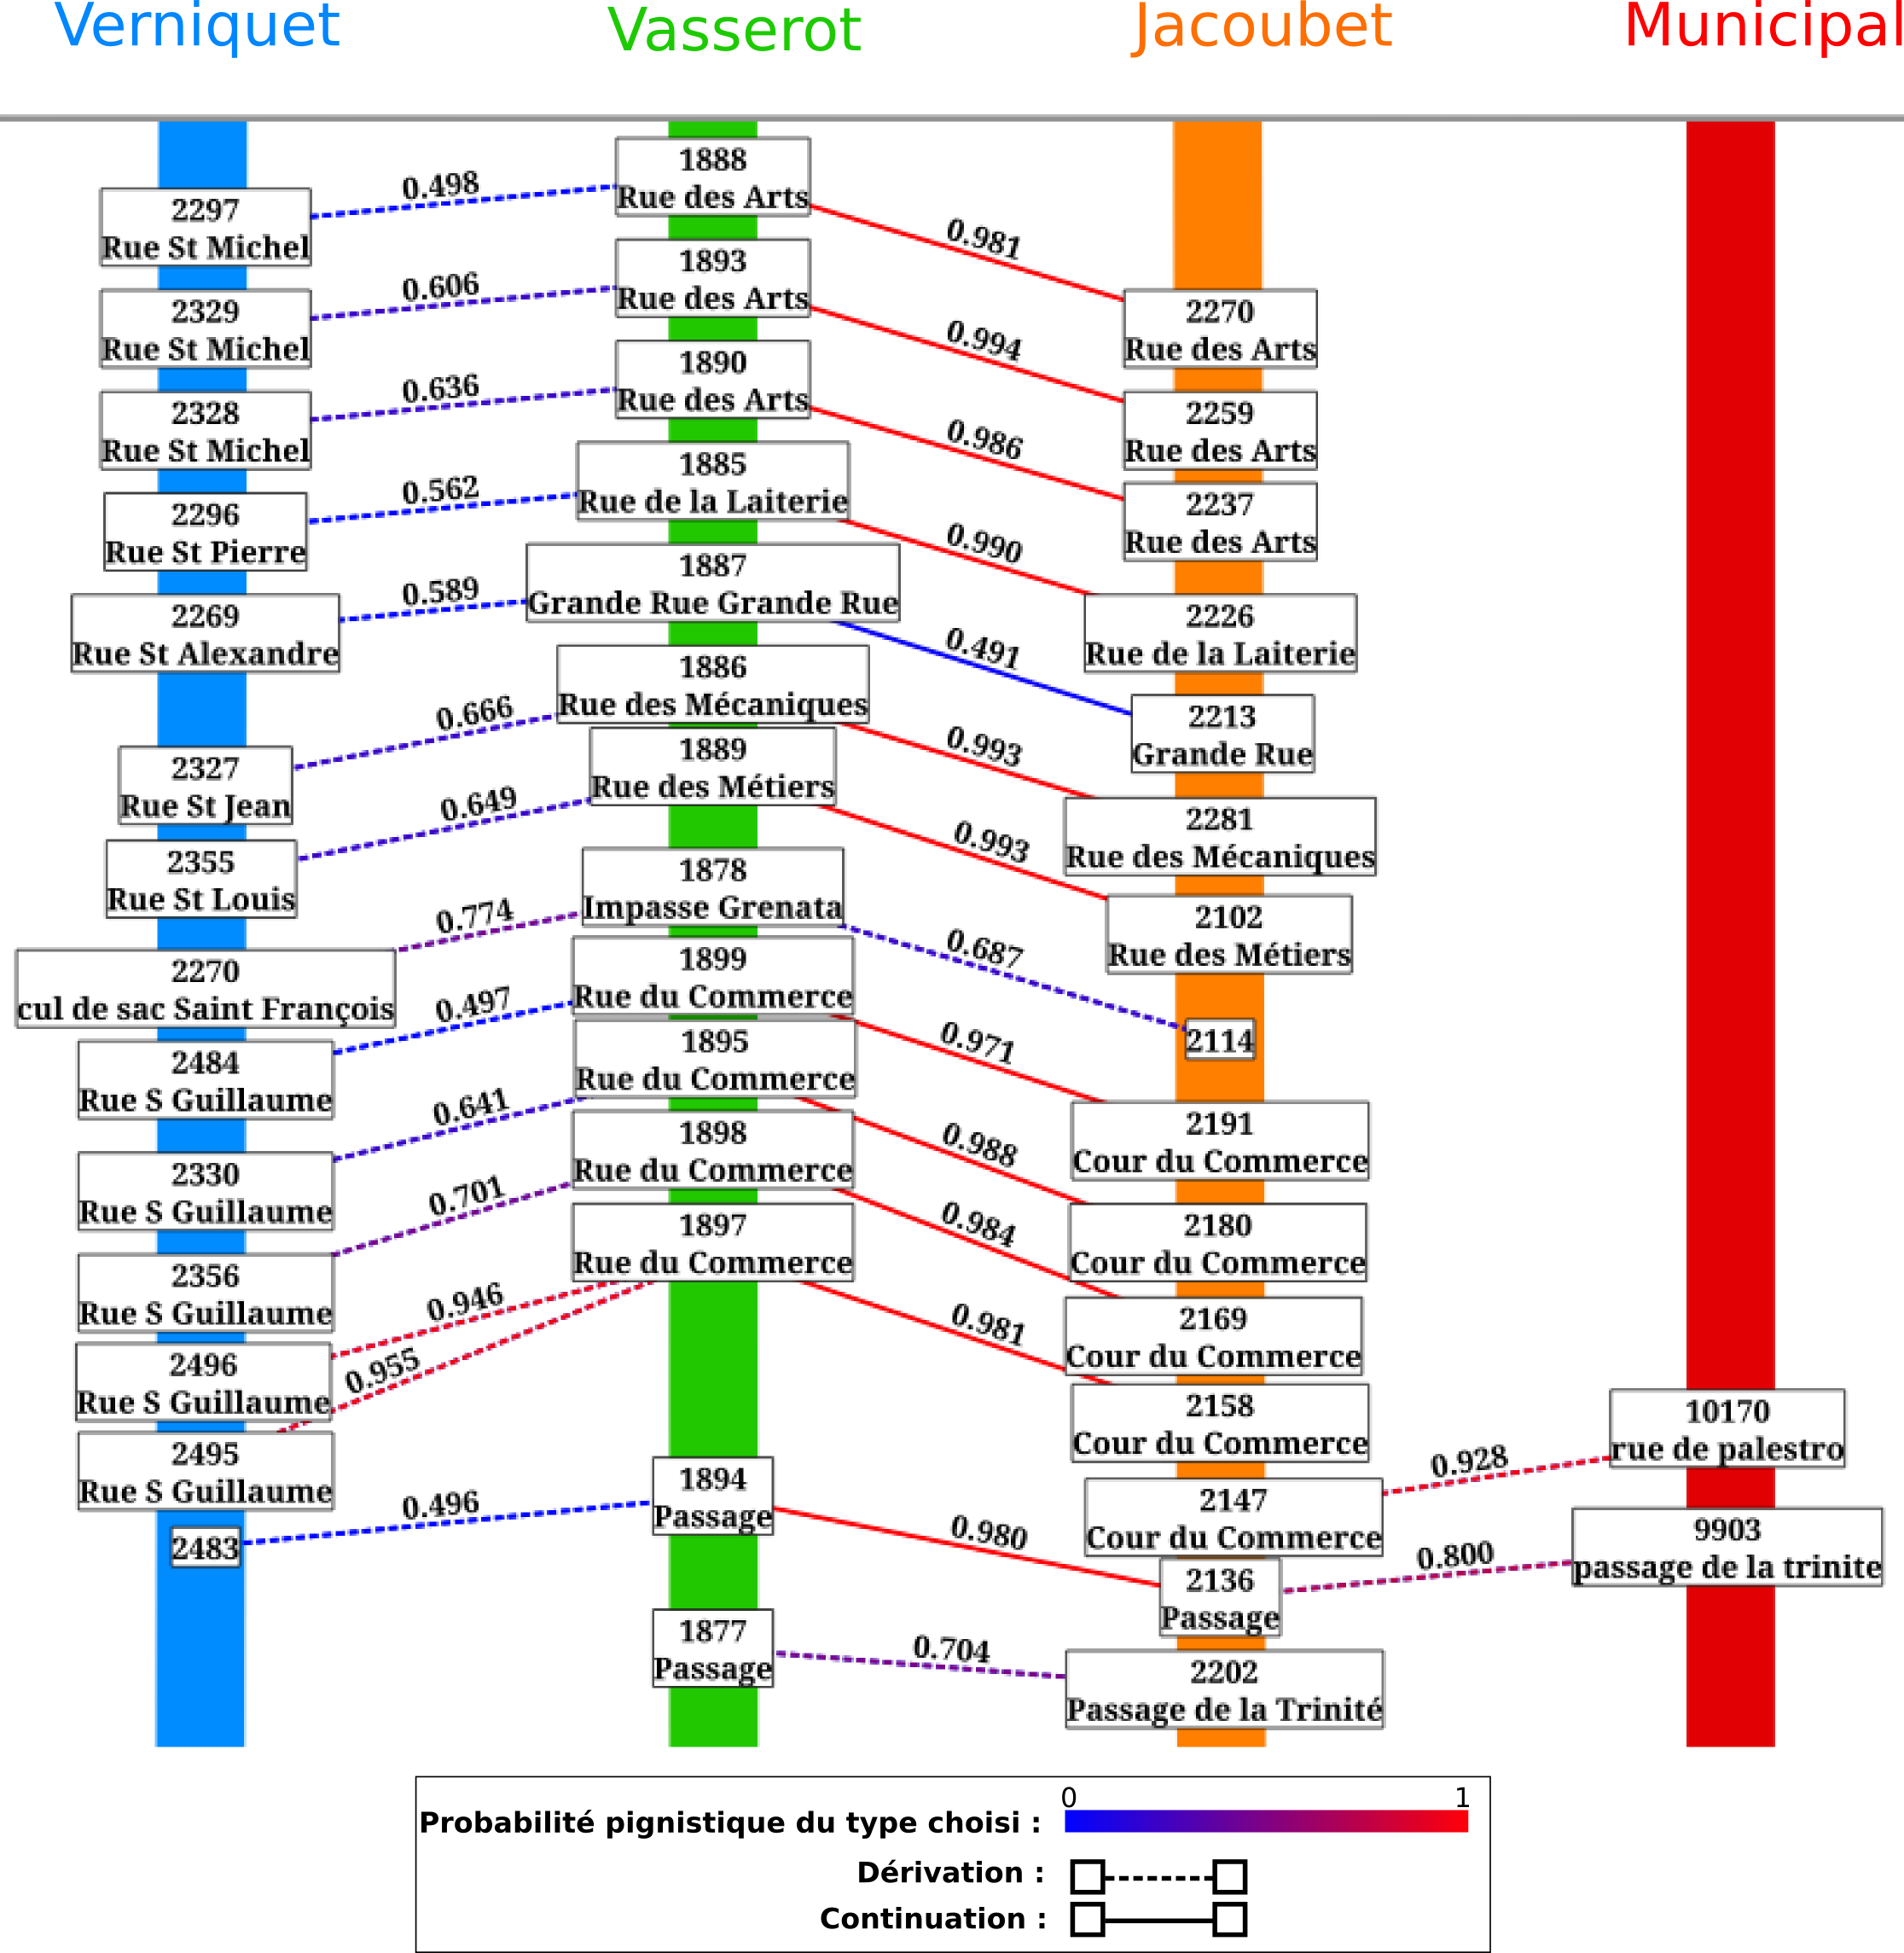 Verniquet
Vasserot
Jacoubet
Municipal
2297
Rue St Michel
2329
Rue St Michel
2328
Rue St Michel
2296
Rue St Pierre
2269
Rue St Alexandre
2327
Rue St Jean
2355
Rue St Louis
2270
cul de sac Saint François
2484
Rue S Guillaume
2330
Rue S Guillaume
2356
Rue S Guillaume
2496
Rue S Guillaume
2495
Rue S Guillaume
2483
0.498
0.606
0.636
0.562
0.589
0.666
0.649
0.774
0.497
0.641
0.701
0.946
0.955
0.496
1888
Rue des Arts
1893
Rue des Arts
1890
Rue des Arts
1885
Rue de la Laiterie
1887
Grande Rue Grande Rue
1886
Rue des Mécaniques
1889
Rue des Métiers
1878
Impasse Grenata
1899
Rue du Commerce
1895
Rue du Commerce
1898
Rue du Commerce
1897
Rue du Commerce
1894
Passage
1877
Passage
0.981
0.994
0.986
0.990
0.491
0.993
0.993
0.687
0.971
0.988
0.984
0.981
0.980
0.704
2270
Rue des Arts
2259
Rue des Arts
2237
Rue des Arts
2226
Rue de la Laiterie
2213
Grande Rue
2281
Rue des Mécaniques
2102
Rue des Métiers
2114
2191
Cour du Commerce
2180
Cour du Commerce
2169
Cour du Commerce
2158
Cour du Commerce
2147
Cour du Commerce
2136
Passage
2202
Passage de la Trinité
0.928
0.800
10170
rue de palestro
9903
passage de la trinite
0 1
Probabilité pignistique du type choisi :
Dérivation :
Continuation :